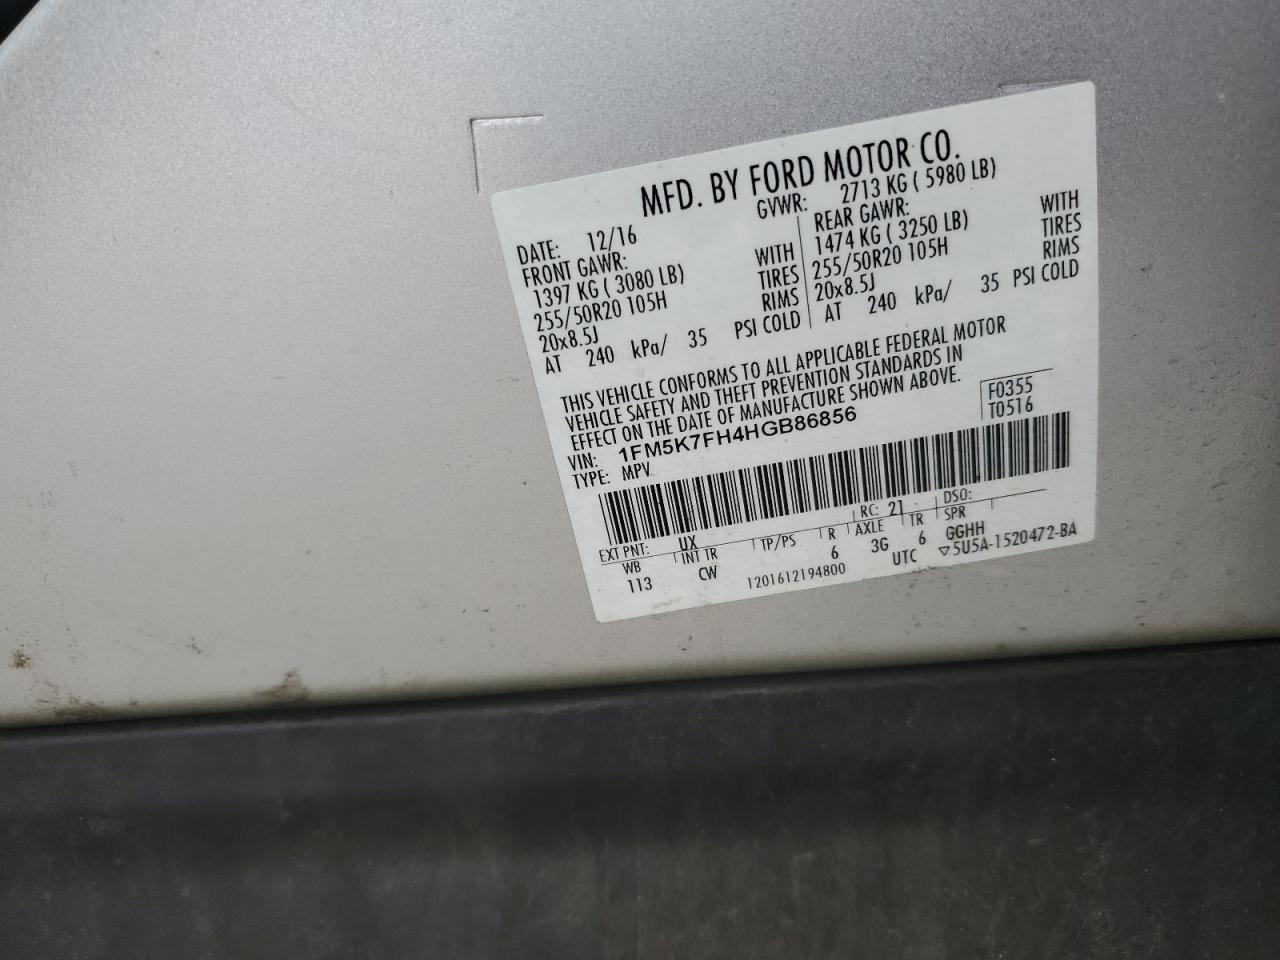 MFD. BY FORD MOTOR CO.
DATE: 12/16 GVWR: 2713 KG ( 5980 LB)
FRONT GAWR: REAR GAWR:
1397 KG ( 3080 LB) WITH 1474 KG ( 3250 LB) WITH
255/50R20 105H TIRES 255/50R20 105H TIRES
20x8.5J RIMS 20x8.5J RIMS
AT 240 kPa/ 35 PSI COLD AT 240 kPa/ 35 PSI COLD
THIS VEHICLE CONFORMS TO ALL APPLICABLE FEDERAL MOTOR
VEHICLE SAFETY AND THEFT PREVENTION STANDARDS IN
EFFECT ON THE DATE OF MANUFACTURE SHOWN ABOVE.
F0355
T0516
VIN: 1FM5K7FH4HGB86856
TYPE: MPV
EXT PNT: UX RC: 21 DSO:
WB INT TR TP/PS R AXLE TR SPR
113 CW 6 3G 6 GGHH
1201612194800 UTC ▽5U5A-1520472-BA